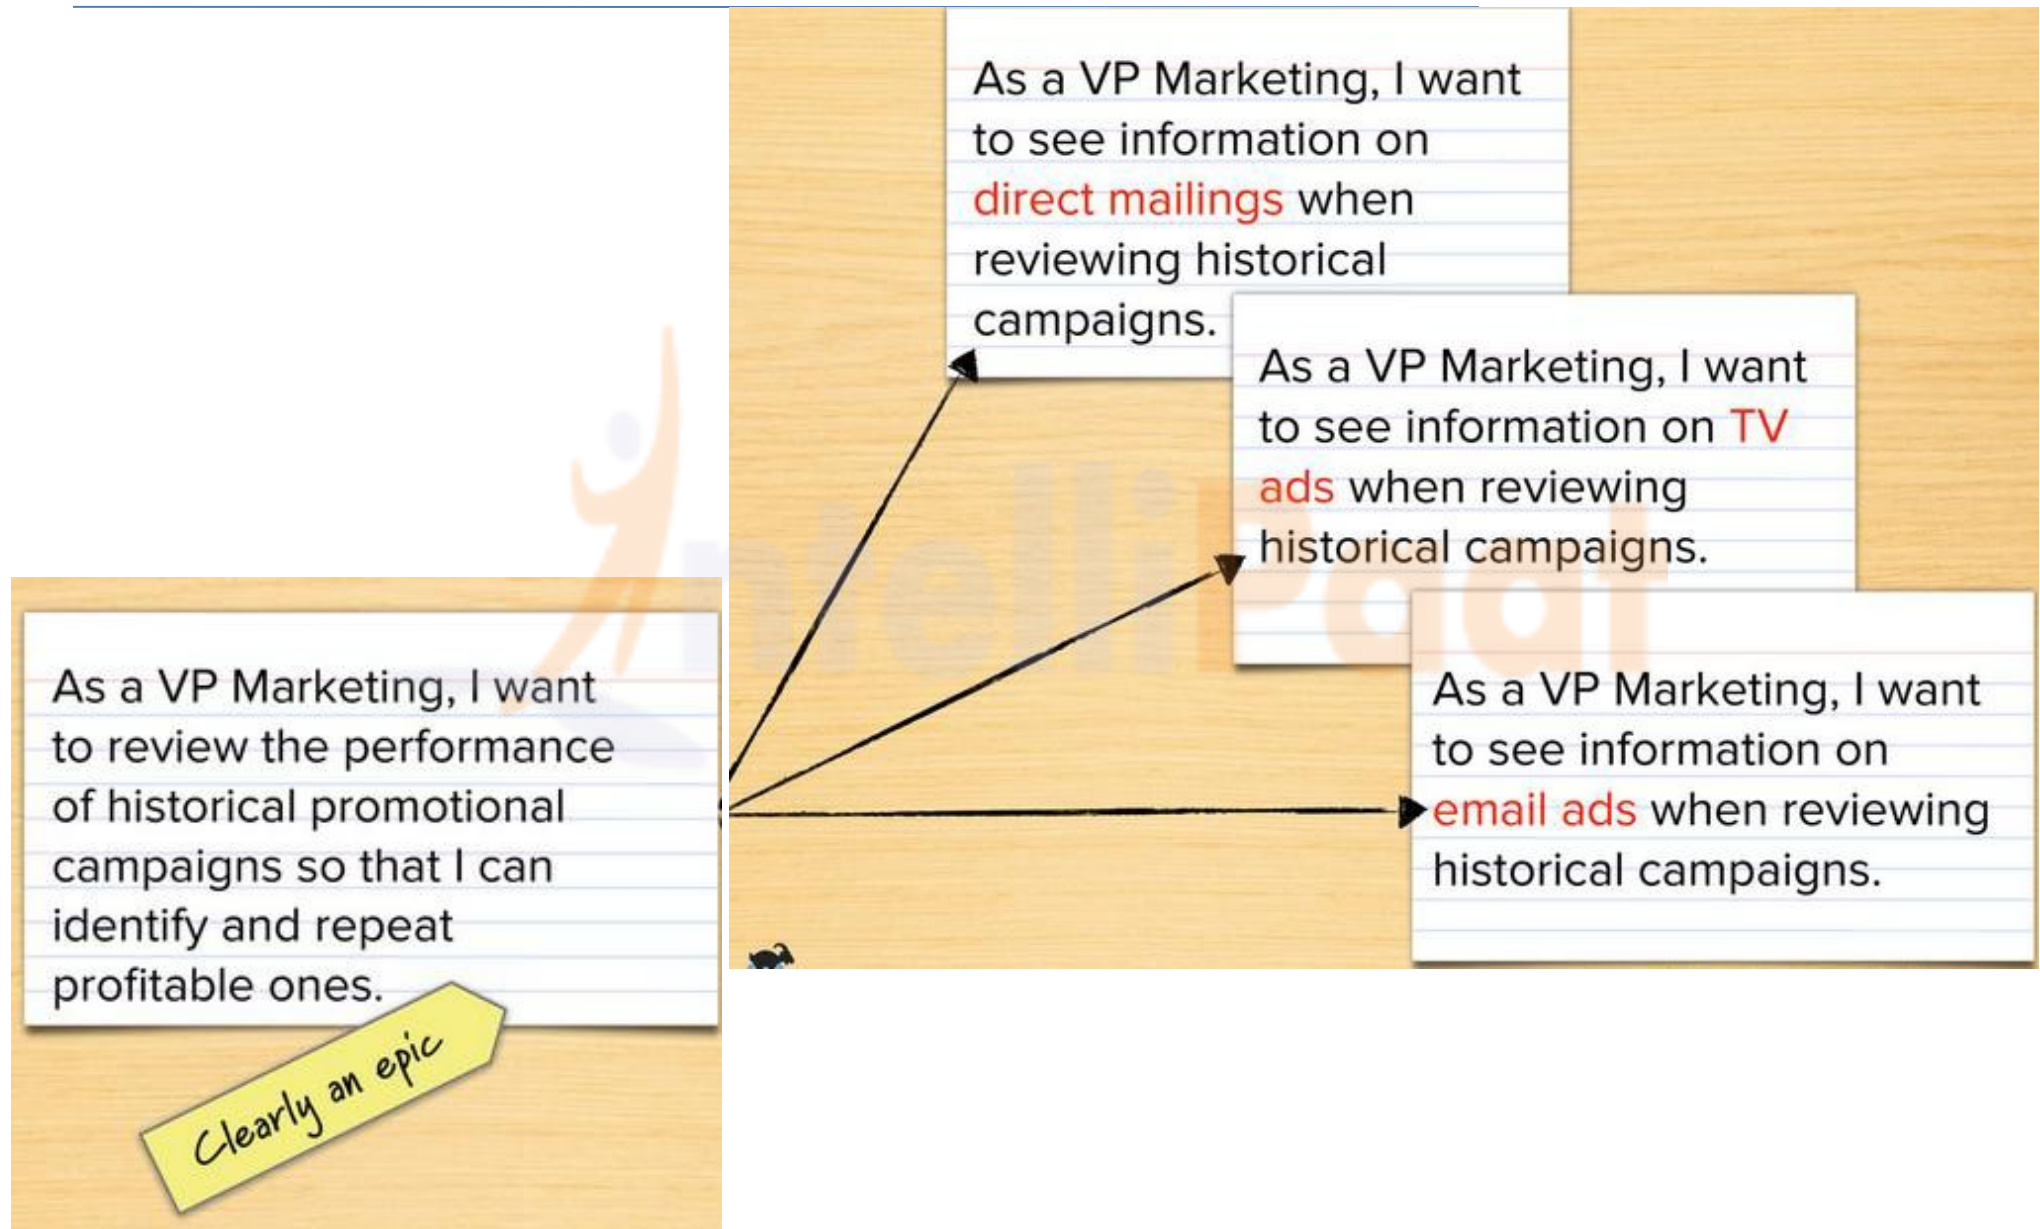 As a VP Marketing, I want
to see information on
direct mailings when
reviewing historical
campaigns.
As a VP Marketing, I want
to see information on TV
ads when reviewing
historical campaigns.
As a VP Marketing, I want
to see information on
email ads when reviewing
historical campaigns.
As a VP Marketing, I want
to review the performance
of historical promotional
campaigns so that I can
identify and repeat
profitable ones.
Clearly an epic
IntelliPaat